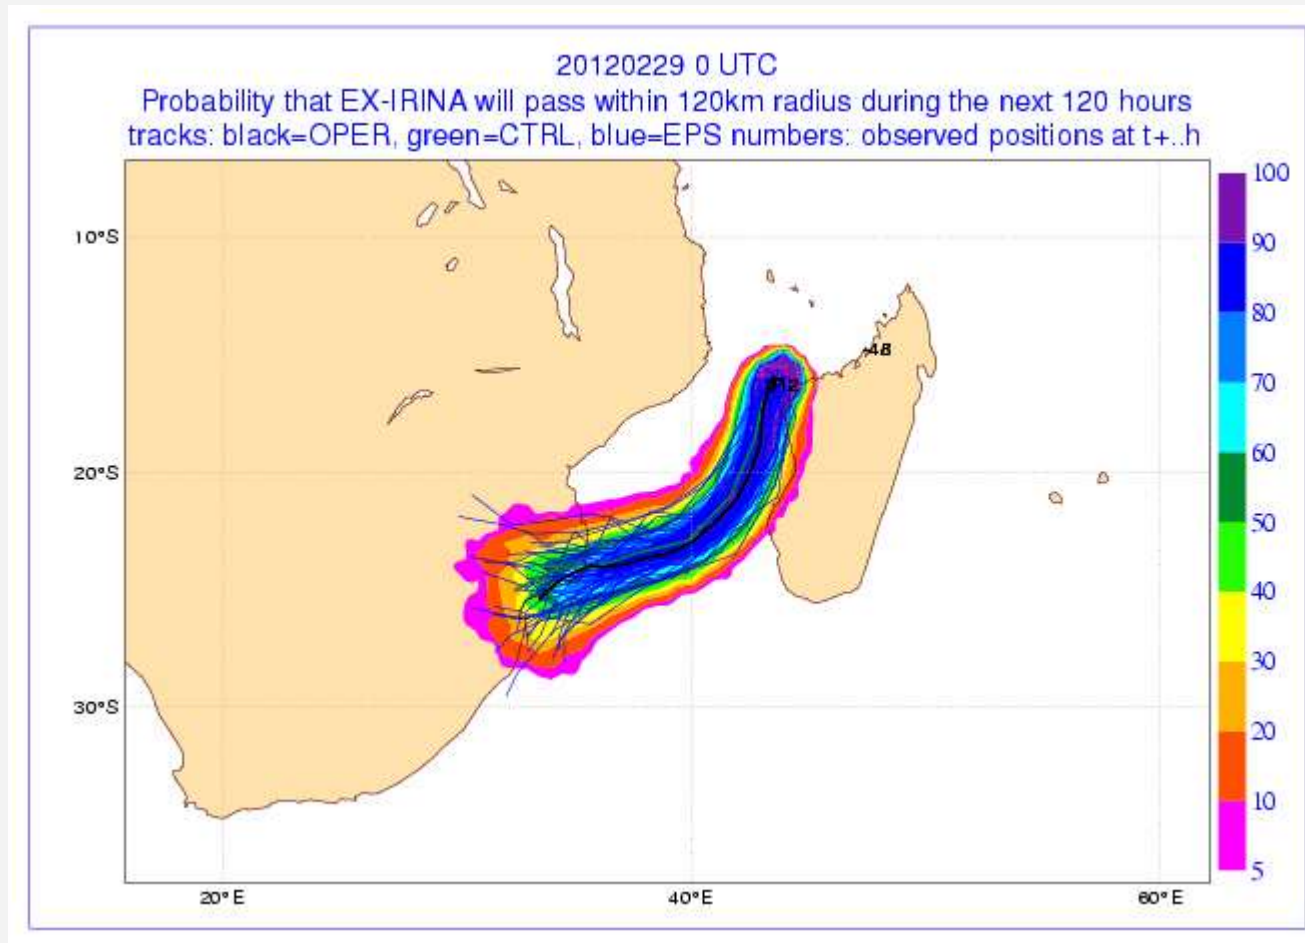 20120229 0 UTC
Probability that EX-IRINA will pass within 120km radius during the next 120 hours
tracks: black=OPER, green=CTRL, blue=EPS numbers: observed positions at t+..h
100
10°S
90
80
-48
70
20°S
60
50
40
30
30°S
20
10
5
20°E
40°E
60°E